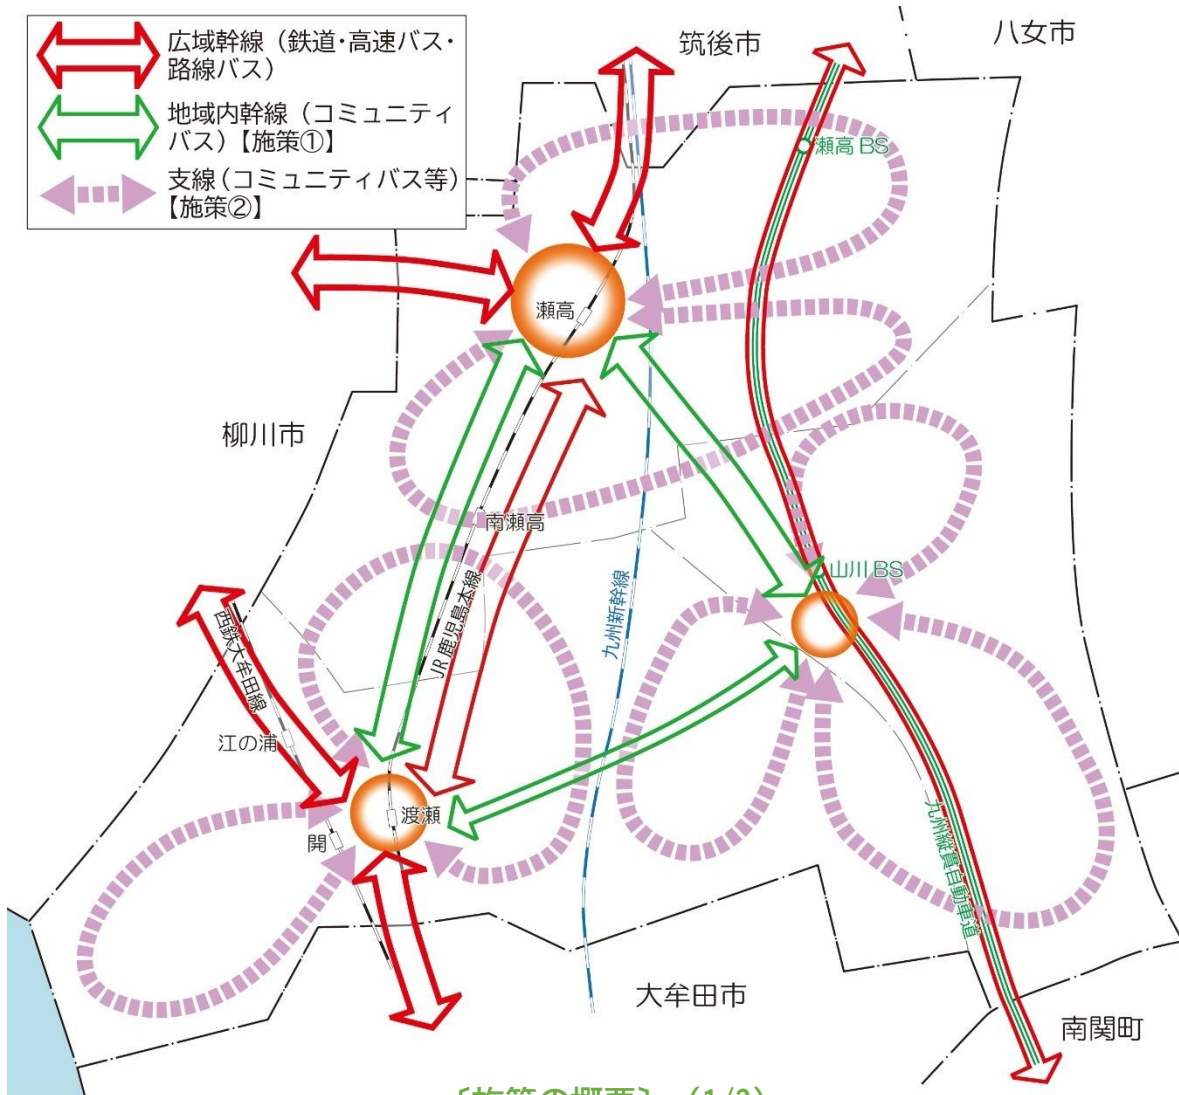 広域幹線（鉄道・高速バス・
路線バス）
地域内幹線（コミュニティ
バス）【施策①】
支線（コミュニティバス等）
【施策②】
筑後市
八女市
瀬高BS
瀬高
柳川市
南瀬高
山川BS
JR鹿児島本線
九州新幹線
西鉄大牟田線
江の浦
渡瀬
開
九州縦貫自動車道
大牟田市
南関町